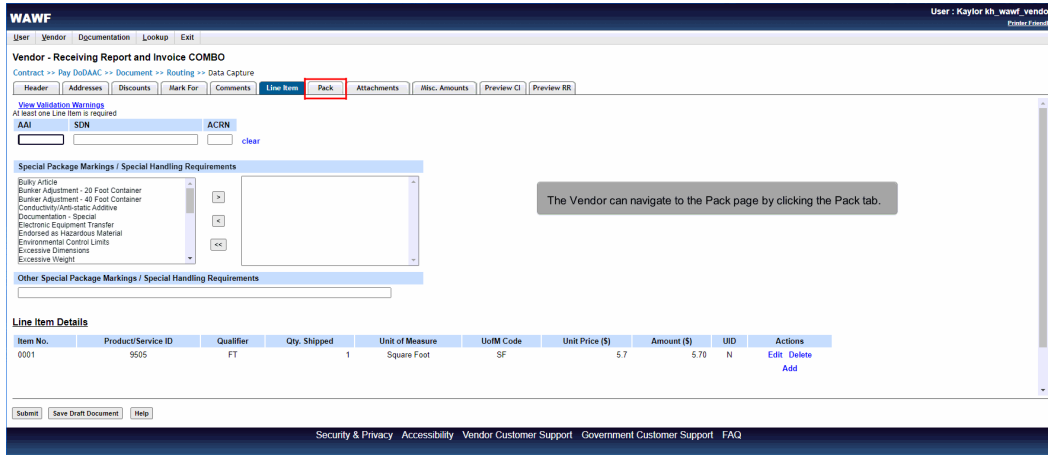 WAWF
User : Kaylor kh_wawf_vendo
Printer Friendl
User Vendor Documentation Lookup Exit
Vendor - Receiving Report and Invoice COMBO
Contract >> Pay DoDAAC >> Document >> Routing >> Data Capture
Header Addresses Discounts Mark For Comments Line Item Pack Attachments Misc. Amounts Preview CI Preview RR
View Validation Warnings
At least one Line Item is required
AAI SDN ACRN
clear
Special Package Markings / Special Handling Requirements
Bulky Article
Bunker Adjustment - 20 Foot Container
Bunker Adjustment - 40 Foot Container
Conductivity/Anti-static Additive
Documentation - Special
Electronic Equipment Transfer
Endorsed as Hazardous Material
Environmental Control Limits
Excessive Dimensions
Excessive Weight
>
<
<<
The Vendor can navigate to the Pack page by clicking the Pack tab.
Other Special Package Markings / Special Handling Requirements
Line Item Details
Item No. Product/Service ID Qualifier Qty. Shipped Unit of Measure UofM Code Unit Price ($) Amount ($) UID Actions
0001 9505 FT 1 Square Foot SF 5.7 5.70 N Edit Delete
Add
Submit Save Draft Document Help
Security & Privacy Accessibility Vendor Customer Support Government Customer Support FAQ